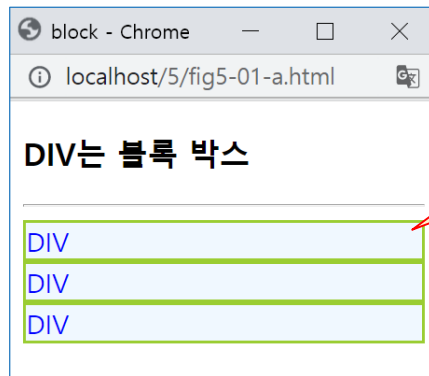 block - Chrome
localhost/5/fig5-01-a.html
DIV는 블록 박스
DIV
DIV
DIV